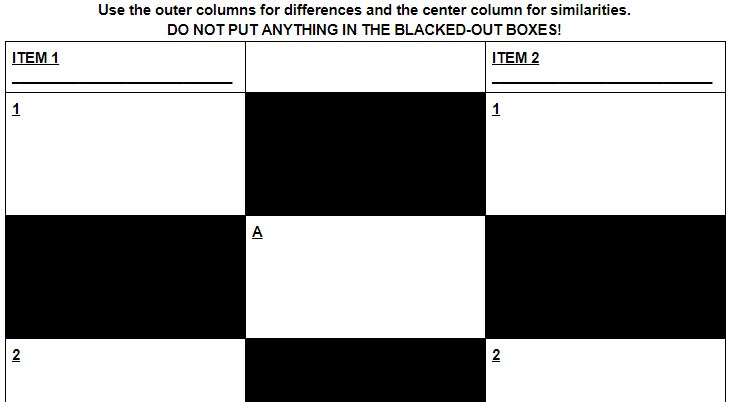 Use the outer columns for differences and the center column for similarities.
DO NOT PUT ANYTHING IN THE BLACKED-OUT BOXES!
ITEM 1
ITEM 2
1
1
A
2
2